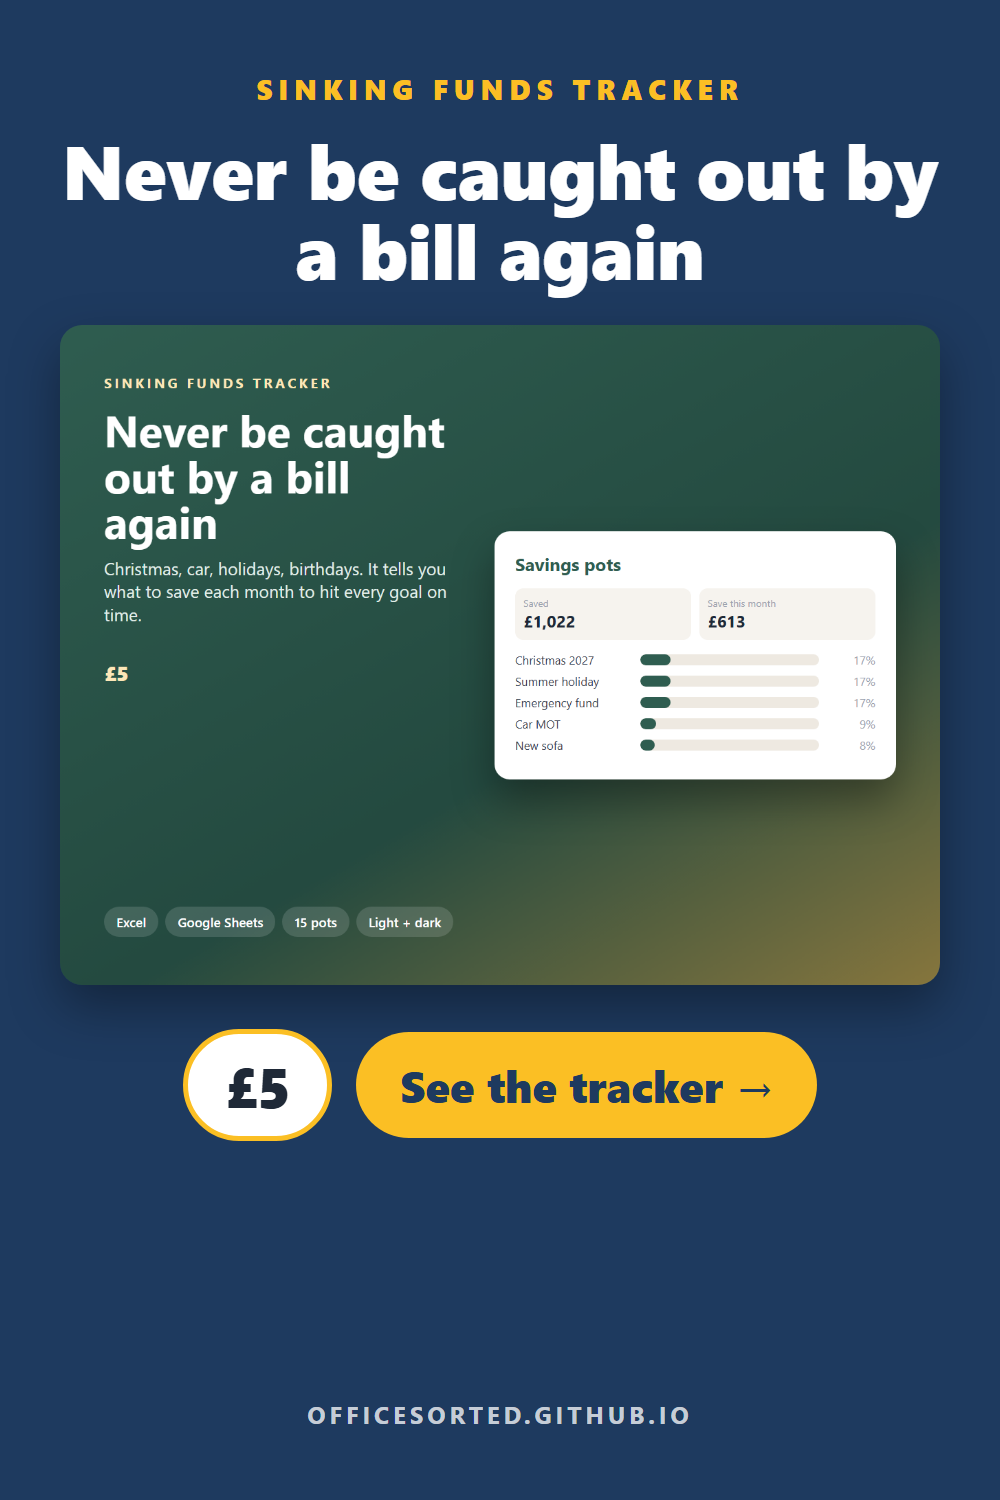 SINKING FUNDS TRACKER
Never be caught out by
a bill again
SINKING FUNDS TRACKER
Never be caught
out by a bill
again
Christmas, car, holidays, birthdays. It tells you
what to save each month to hit every goal on
time.
£5
Savings pots
Saved
£1,022
Save this month
£613
Christmas 2027 17%
Summer holiday 17%
Emergency fund 17%
Car MOT 9%
New sofa 8%
Excel Google Sheets 15 pots Light + dark
£5
See the tracker →
OFFICESORTED.GITHUB.IO